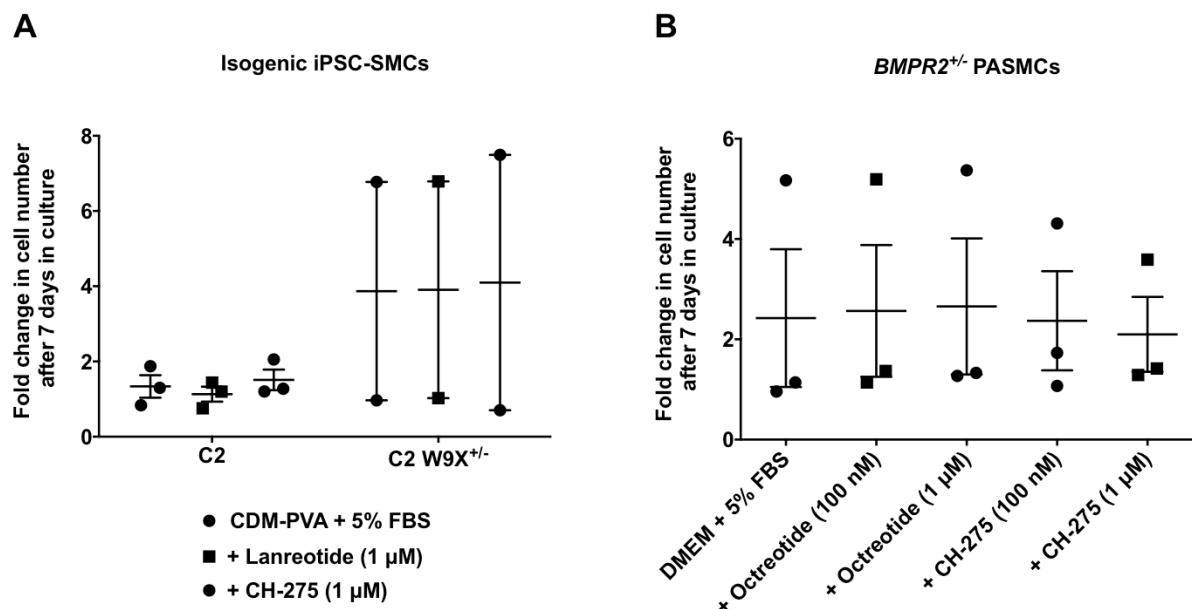 A
Isogenic iPSC-SMCs
Fold change in cell number
after 7 days in culture
8
6
4
2
0
C2
C2 W9X+/-
CDM-PVA + 5% FBS
+ Lanreotide (1 µM)
+ CH-275 (1 µM)
B
BMPR2+/- PASMCs
Fold change in cell number
after 7 days in culture
6
4
2
0
DMEM + 5% FBS
+ Octreotide (100 nM)
+ Octreotide (1 µM)
+ CH-275 (100 nM)
+ CH-275 (1 µM)